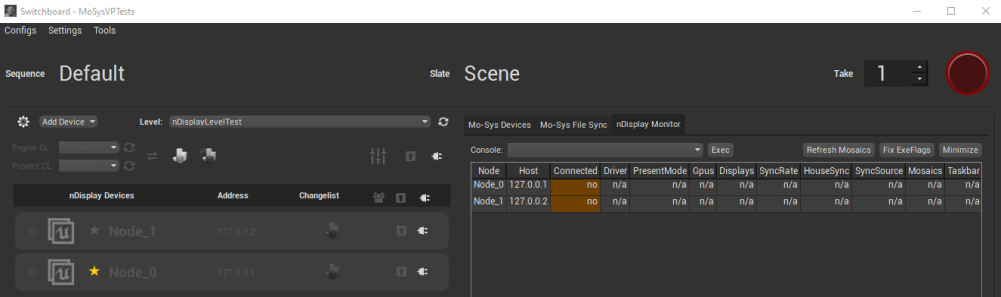 Switchboard - MoSysVPTests
Configs Settings Tools
Sequence Default
Slate Scene
Take 1
Add Device
Level: nDisplayLevelTest
Engine CL
Project CL
nDisplay Devices Address Changelist
Node_1 127.0.0.2
Node_0 127.0.0.1
Mo-Sys Devices Mo-Sys File Sync nDisplay Monitor
Console: Exec Refresh Mosaics Fix ExeFlags Minimize
Node Host Connected Driver PresentMode Gpus Displays SyncRate HouseSync SyncSource Mosaics Taskbar
Node_0 127.0.0.1 no n/a n/a n/a n/a n/a n/a n/a n/a n/a
Node_1 127.0.0.2 no n/a n/a n/a n/a n/a n/a n/a n/a n/a